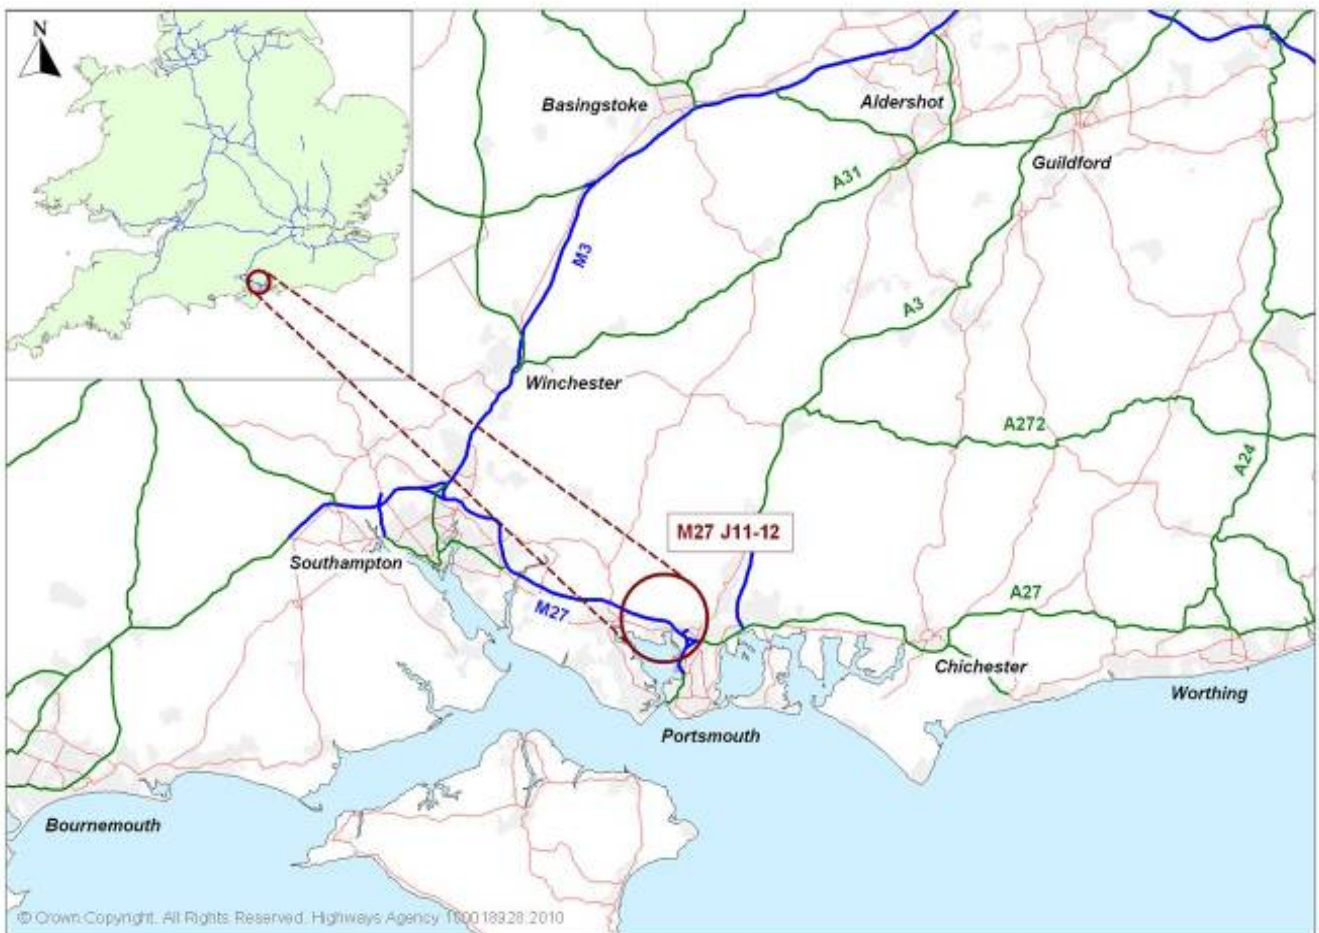 N
Basingstoke
Aldershot
Guildford
A31
M3
A3
Winchester
A272
A24
M27 J11-12
Southampton
M27
A27
Chichester
Worthing
Portsmouth
Bournemouth
© Crown Copyright. All Rights Reserved. Highways Agency 100018928 2010